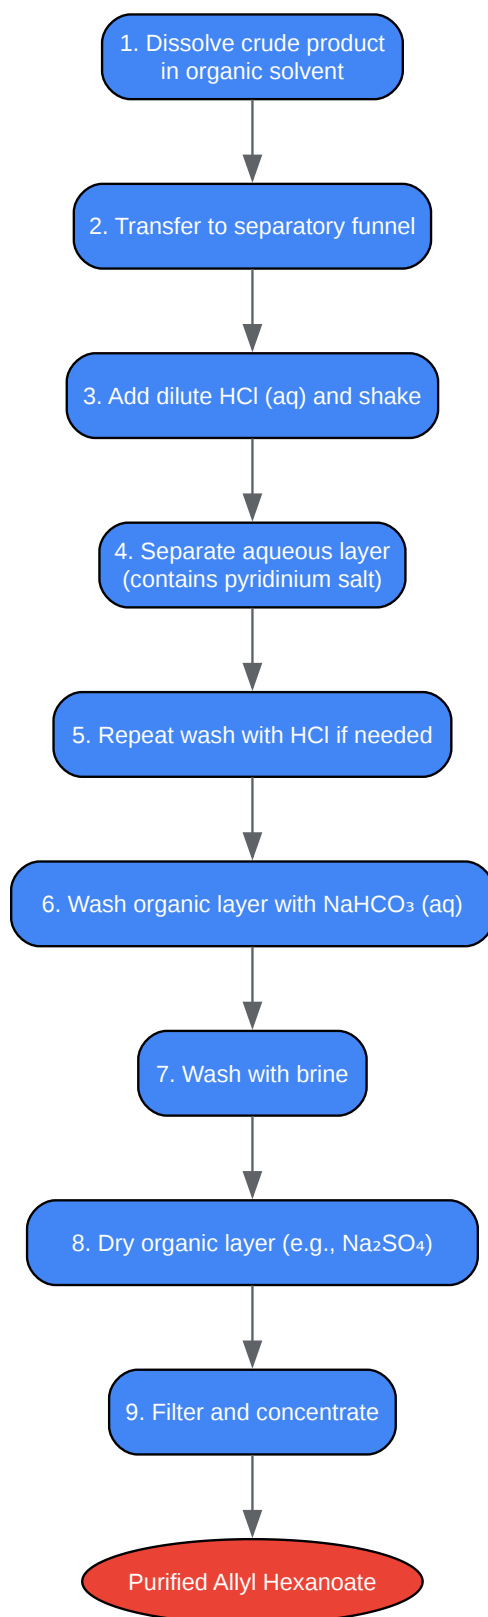 1. Dissolve crude product
in organic solvent
2. Transfer to separatory funnel
3. Add dilute HCl (aq) and shake
4. Separate aqueous layer
(contains pyridinium salt)
5. Repeat wash with HCl if needed
6. Wash organic layer with NaHCO₃ (aq)
7. Wash with brine
8. Dry organic layer (e.g., Na₂SO₄)
9. Filter and concentrate
Purified Allyl Hexanoate